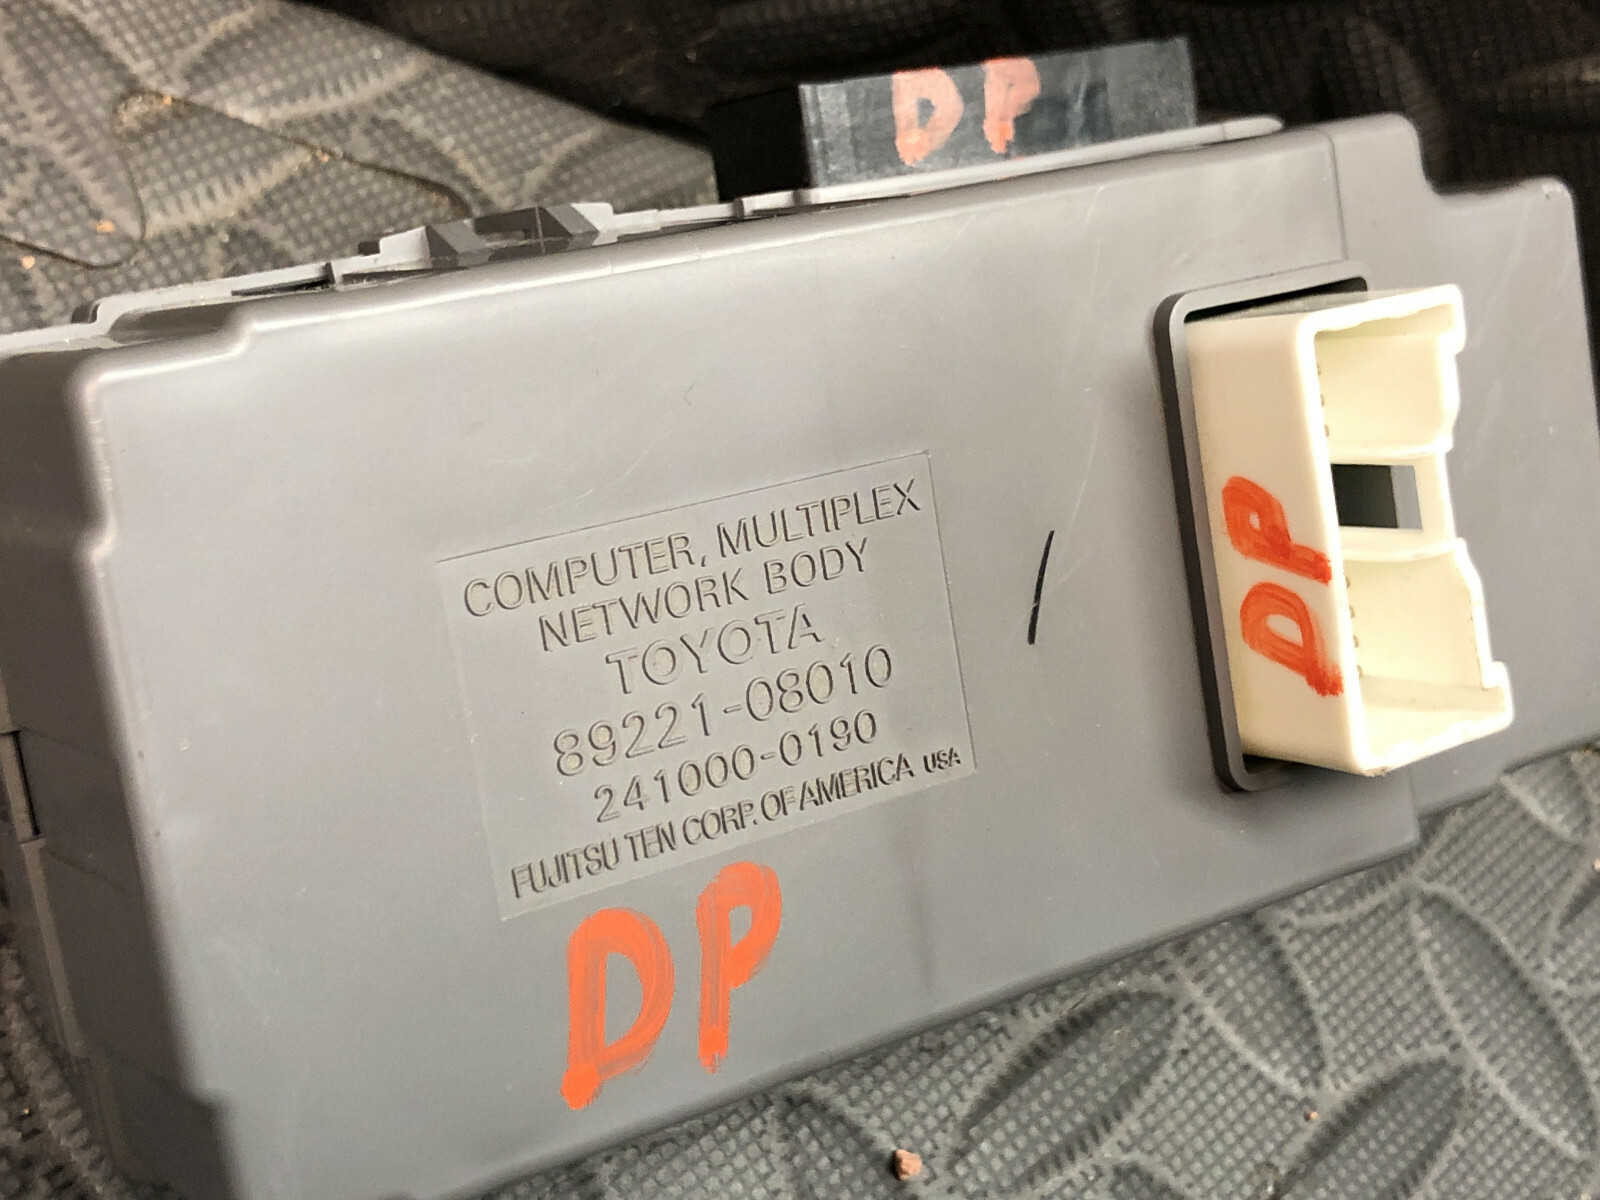 DP
COMPUTER, MULTIPLEX
NETWORK BODY
TOYOTA
89221-08010
241000-0190
FUJITSU TEN CORP. OF AMERICA USA
DP
DP